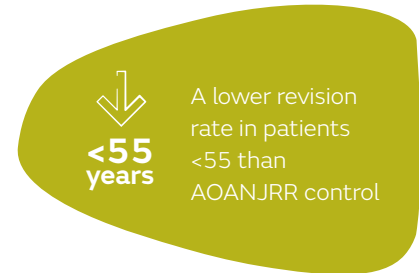 <55
years
A lower revision
rate in patients
<55 than
AOANJRR control